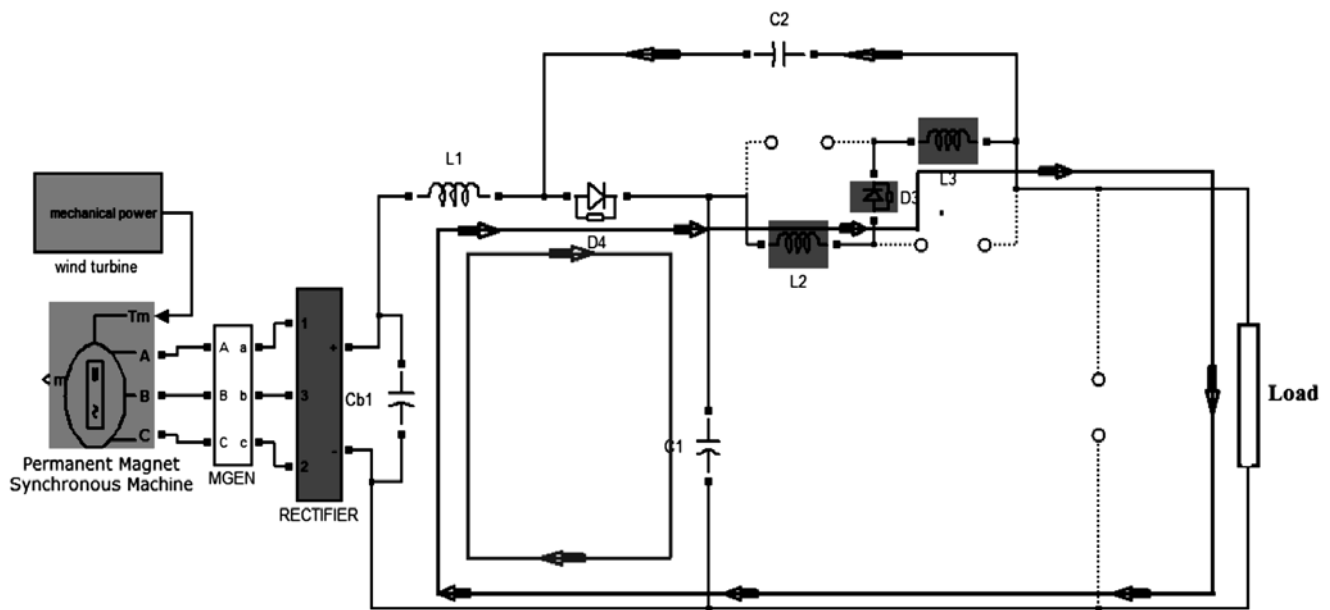 C2
L1
L3
mechanical power
D3
wind turbine
D4
L2
Tm
A
A a
1
+
m
B
B b
3
Cb1
Load
C
C c
2
-
C1
MGEN
Permanent Magnet
Synchronous Machine
RECTIFIER